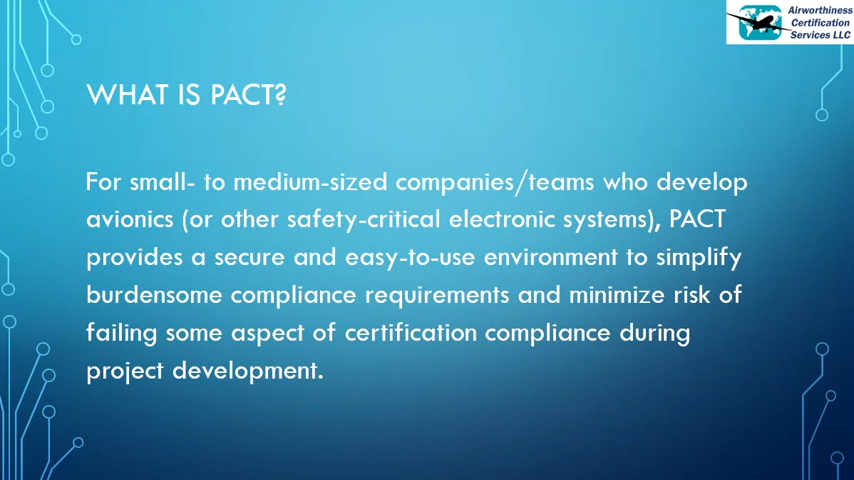 Airworthiness
Certification
Services LLC
WHAT IS PACT?
For small- to medium-sized companies/teams who develop
avionics (or other safety-critical electronic systems), PACT
provides a secure and easy-to-use environment to simplify
burdensome compliance requirements and minimize risk of
failing some aspect of certification compliance during
project development.